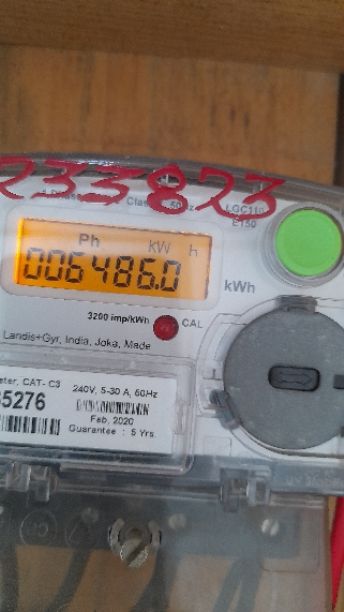 233823
LGC110
E150
Ph kW h
006486.0
kWh
3200 imp/kWh
CAL
Landis+Gyr, India, Joka, Made
CAT- C3
240V, 5-30 A, 50Hz
5276
Feb, 2020
Guarantee : 5 Yrs.